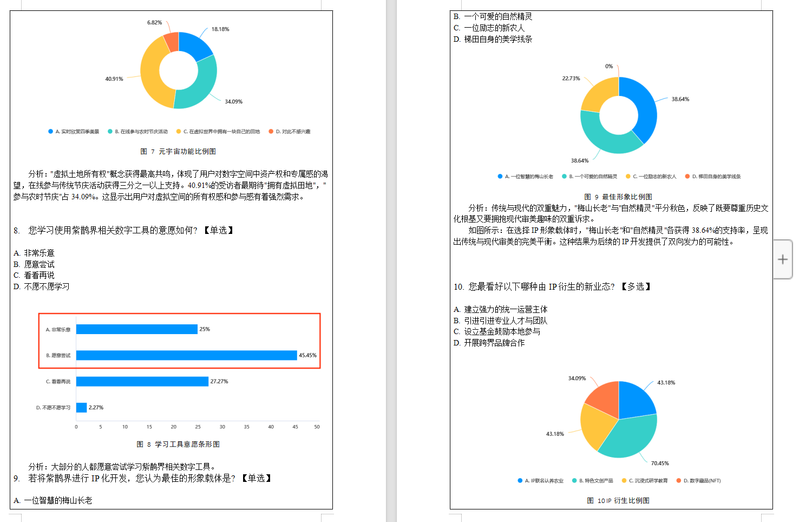 6.82%
18.18%
40.91%
34.09%
A. 实时欣赏四季美景 B. 在线参与农时节庆活动 C. 在虚拟世界中拥有一块自己的田地 D. 对此不感兴趣
图 7 元宇宙功能比例图
分析："虚拟土地所有权"概念获得最高共鸣，体现了用户对数字空间中资产权和专属感的渴
望，在线参与传统节庆活动获得三分之一以上支持。40.91%的受访者最期待"拥有虚拟田地"，"
参与农时节庆"占 34.09%。这显示出用户对虚拟空间的所有权感和参与感有着强烈需求。
8. 您学习使用紫鹊界相关数字工具的意愿如何？【单选】
A. 非常乐意
B. 愿意尝试
C. 看看再说
D. 不愿不愿学习
A. 非常乐意
25%
B. 愿意尝试
45.45%
C. 看看再说
27.27%
D. 不愿不愿学习
2.27%
0 5 10 15 20 25 30 35 40 45 50
图 8 学习工具意愿条形图
分析：大部分的人都愿意尝试学习紫鹊界相关数字工具。
9. 若将紫鹊界进行 IP 化开发，您认为最佳的形象载体是？【单选】
A. 一位智慧的梅山长老
B. 一个可爱的自然精灵
C. 一位励志的新农人
D. 梯田自身的美学线条
0%
22.73%
38.64%
38.64%
A. 一位智慧的梅山长老 B. 一个可爱的自然精灵 C. 一位励志的新农人 D. 梯田自身的美学线条
图 9 最佳形象比例图
分析：传统与现代的双重魅力，"梅山长老"与"自然精灵"平分秋色，反映了既要尊重历史文
化根基又要拥抱现代审美趣味的双重诉求。
如图所示：在选择 IP 形象载体时，"梅山长老"和"自然精灵"各获得 38.64%的支持率，呈现
出传统与现代审美的完美平衡。这种结果为后续的 IP 开发提供了双向发力的可能性。
10. 您最看好以下哪种由 IP 衍生的新业态？【多选】
A. 建立强力的统一运营主体
B. 引进引进专业人才与团队
C. 设立基金鼓励本地参与
D. 开展跨界品牌合作
34.09%
43.18%
43.18%
70.45%
A. IP联名认养农业 B. 特色文创产品 C. 沉浸式研学教育 D. 数字藏品(NFT)
图 10 IP 衍生比例图